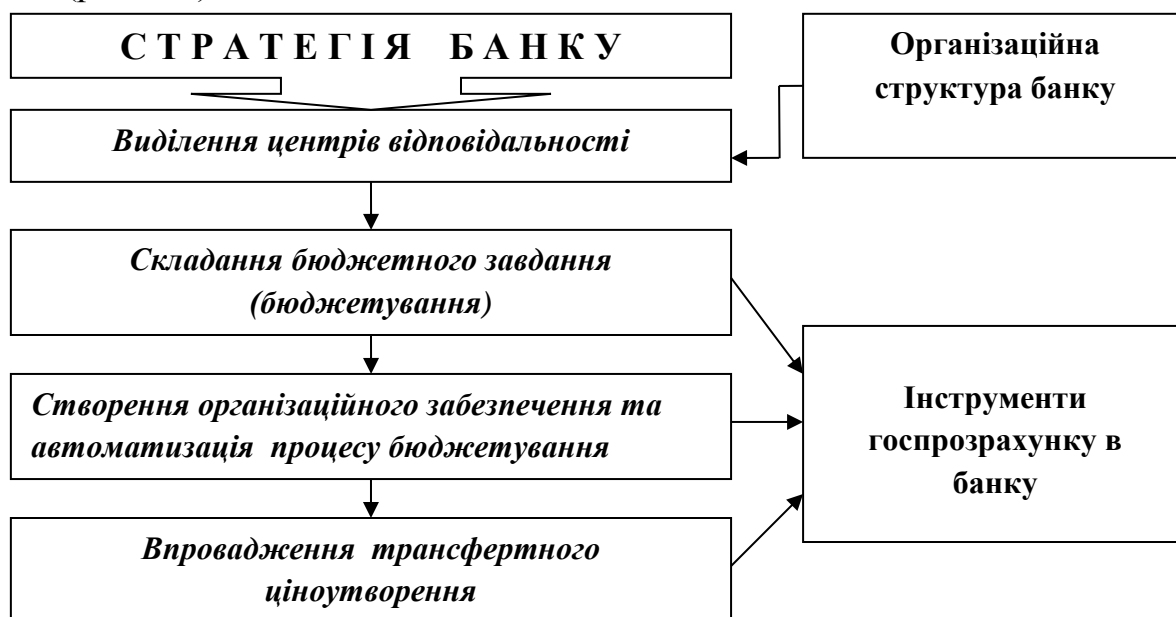 С Т Р А Т Е Г І Я Б А Н К У
Організаційна
структура банку
Виділення центрів відповідальності
Складання бюджетного завдання
(бюджетування)
Створення організаційного забезпечення та
автоматизація процесу бюджетування
Інструменти
госпрозрахунку в
банку
Впровадження трансфертного
ціноутворення